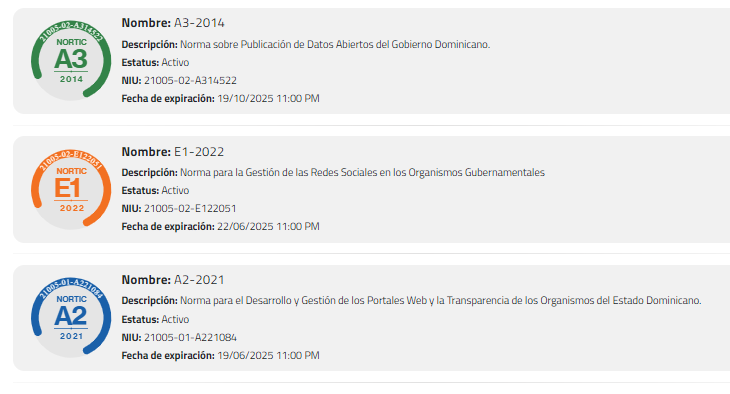 21005-02-A314522
NORTIC
A3
2014
Nombre: A3-2014
Descripción: Norma sobre Publicación de Datos Abiertos del Gobierno Dominicano.
Estatus: Activo
NIU: 21005-02-A314522
Fecha de expiración: 19/10/2025 11:00 PM
21005-02-E122051
NORTIC
E1
2022
Nombre: E1-2022
Descripción: Norma para la Gestión de las Redes Sociales en los Organismos Gubernamentales
Estatus: Activo
NIU: 21005-02-E122051
Fecha de expiración: 22/06/2025 11:00 PM
21005-01-A221084
NORTIC
A2
2021
Nombre: A2-2021
Descripción: Norma para el Desarrollo y Gestión de los Portales Web y la Transparencia de los Organismos del Estado Dominicano.
Estatus: Activo
NIU: 21005-01-A221084
Fecha de expiración: 19/06/2025 11:00 PM